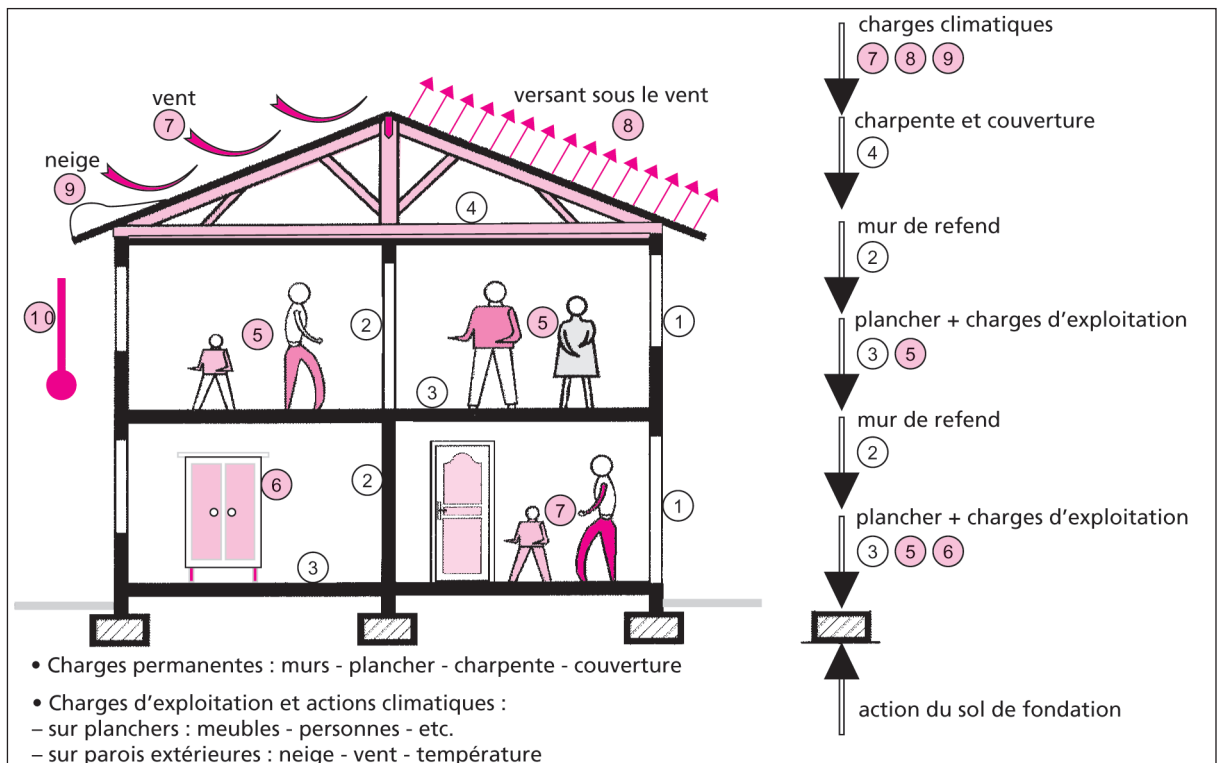 vent
7
versant sous le vent
8
neige
9
4
10
5
2
5
1
3
6
2
7
1
3
• Charges permanentes : murs - plancher - charpente - couverture
• Charges d'exploitation et actions climatiques :
– sur planchers : meubles - personnes - etc.
– sur parois extérieures : neige - vent - température
charges climatiques
7 8 9
charpente et couverture
4
mur de refend
2
plancher + charges d'exploitation
3 5
mur de refend
2
plancher + charges d'exploitation
3 5 6
action du sol de fondation